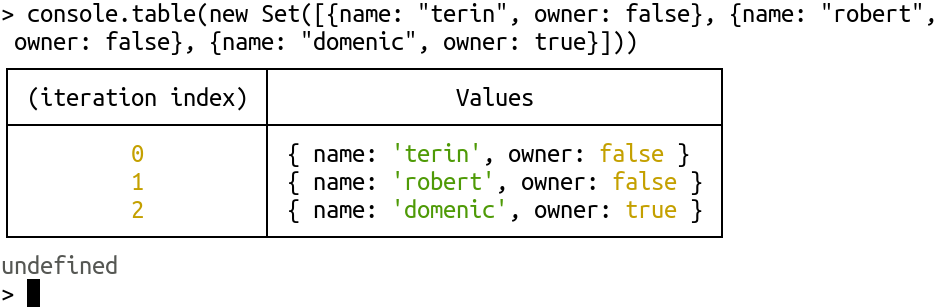 > console.table(new Set([{name: "terin", owner: false}, {name: "robert",
owner: false}, {name: "domenic", owner: true}]))
(iteration index) Values
0 { name: 'terin', owner: false }
1 { name: 'robert', owner: false }
2 { name: 'domenic', owner: true }
undefined
>